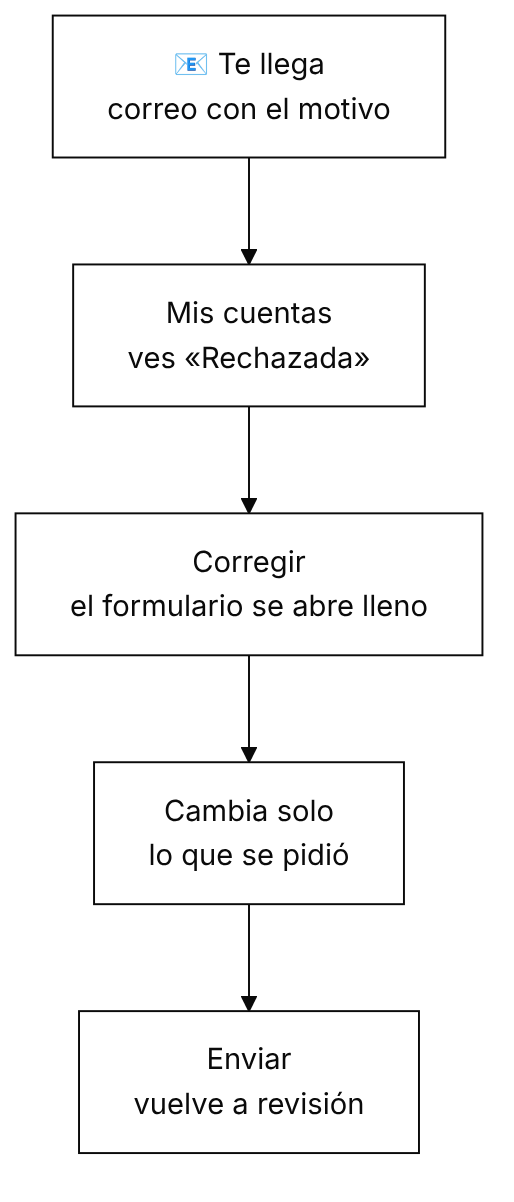 📧 Te llega
correo con el motivo
Mis cuentas
ves «Rechazada»
Corregir
el formulario se abre lleno
Cambia solo
lo que se pidió
Enviar
vuelve a revisión